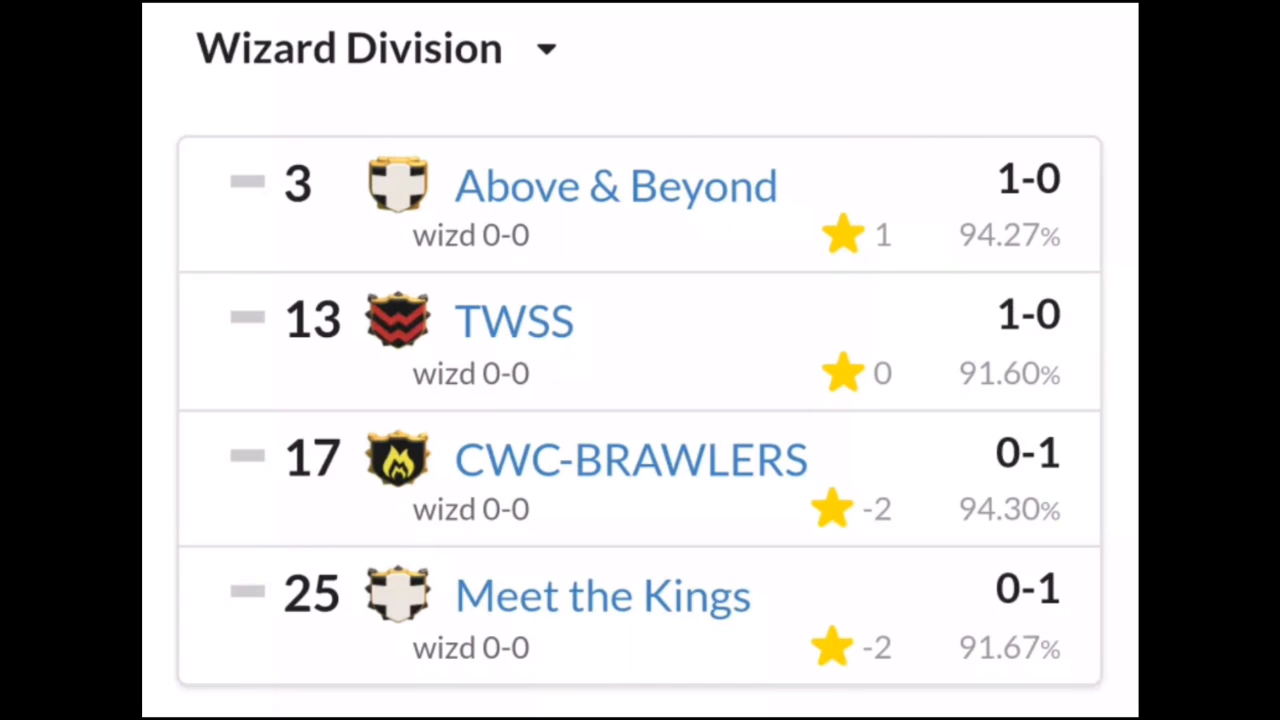 Wizard Division
3 Above & Beyond 1-0
wizd 0-0 1 94.27%
13 TWSS 1-0
wizd 0-0 0 91.60%
17 CWC-BRAWLERS 0-1
wizd 0-0 -2 94.30%
25 Meet the Kings 0-1
wizd 0-0 -2 91.67%